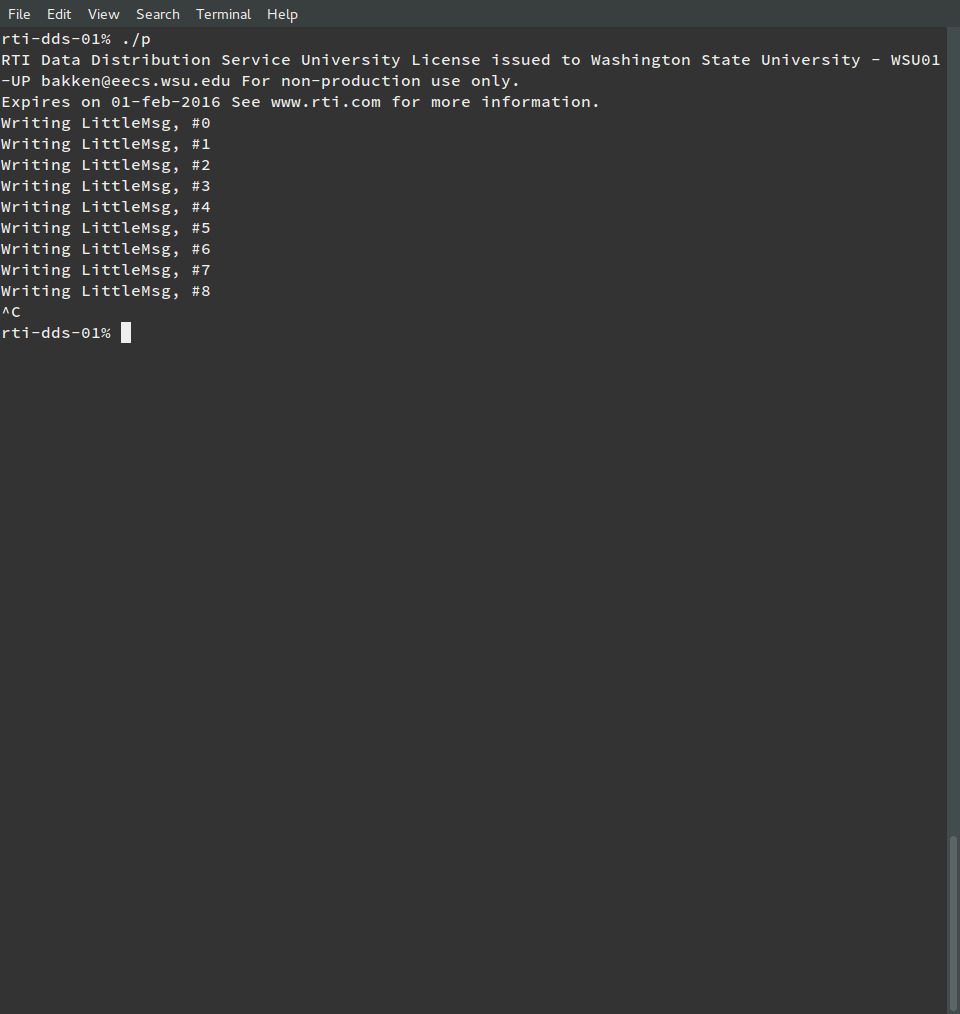 File Edit View Search Terminal Help
rti-dds-01% ./p
RTI Data Distribution Service University License issued to Washington State University - WSU01
-UP bakken@eecs.wsu.edu For non-production use only.
Expires on 01-feb-2016 See www.rti.com for more information.
Writing LittleMsg, #0
Writing LittleMsg, #1
Writing LittleMsg, #2
Writing LittleMsg, #3
Writing LittleMsg, #4
Writing LittleMsg, #5
Writing LittleMsg, #6
Writing LittleMsg, #7
Writing LittleMsg, #8
^C
rti-dds-01%